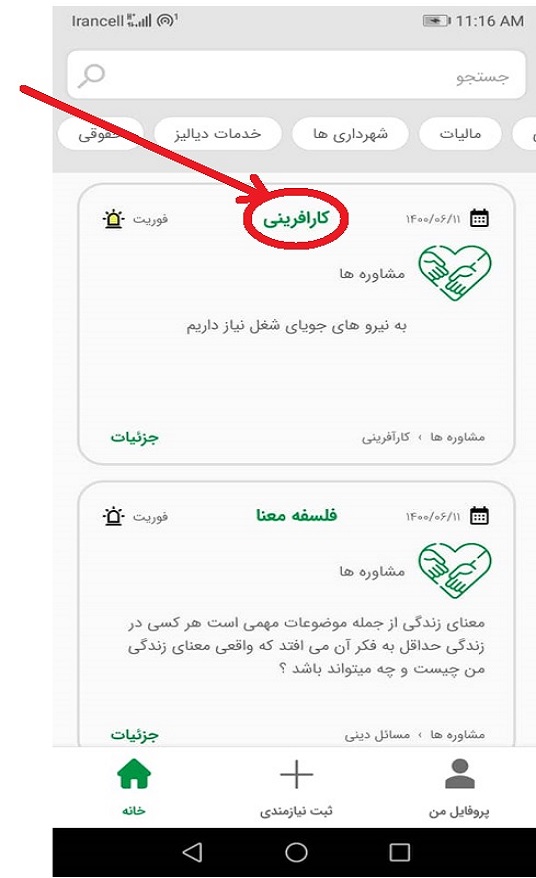 Irancell 11:16 AM
جستجو
مالیات
شهرداری ها
خدمات دیالیز
حقوقی
۱۴۰۰/۰۶/۱۱
کارافرینی
فوریت
مشاوره ها
به نیرو های جویای شغل نیاز داریم
مشاوره ها › کارآفرینی
جزئیات
۱۴۰۰/۰۶/۱۱
فلسفه معنا
فوریت
مشاوره ها
معنای زندگی از جمله موضوعات مهمی است هر کسی در
زندگی حداقل به فکر آن می افتد که واقعی معنای زندگی
من چیست و چه میتواند باشد ؟
مشاوره ها › مسائل دینی
جزئیات
پروفایل من
ثبت نیازمندی
خانه